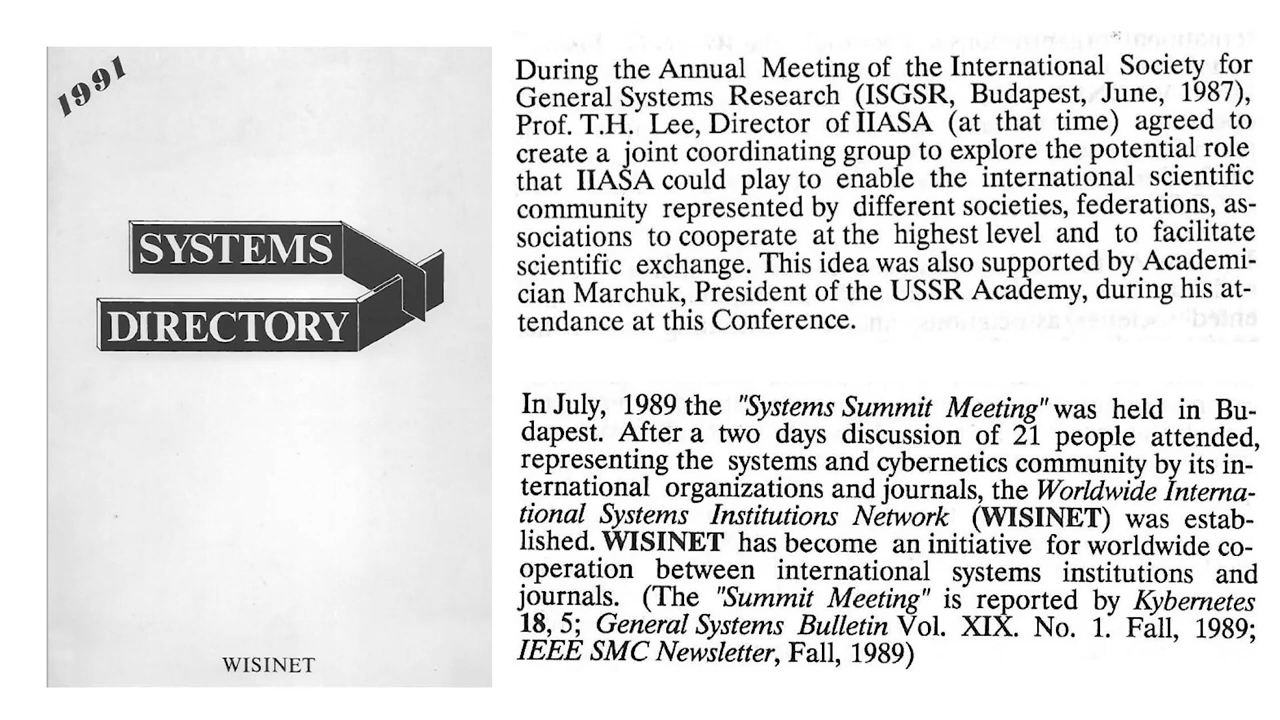 1991
SYSTEMS
DIRECTORY
WISINET
During the Annual Meeting of the International Society for
General Systems Research (ISGSR, Budapest, June, 1987),
Prof. T.H. Lee, Director of IIASA (at that time) agreed to
create a joint coordinating group to explore the potential role
that IIASA could play to enable the international scientific
community represented by different societies, federations, as-
sociations to cooperate at the highest level and to facilitate
scientific exchange. This idea was also supported by Academi-
cian Marchuk, President of the USSR Academy, during his at-
tendance at this Conference.
In July, 1989 the "Systems Summit Meeting" was held in Bu-
dapest. After a two days discussion of 21 people attended,
representing the systems and cybernetics community by its in-
ternational organizations and journals, the Worldwide Interna-
tional Systems Institutions Network (WISINET) was estab-
lished. WISINET has become an initiative for worldwide co-
operation between international systems institutions and
journals. (The "Summit Meeting" is reported by Kybernetes
18, 5; General Systems Bulletin Vol. XIX. No. 1. Fall, 1989;
IEEE SMC Newsletter, Fall, 1989)